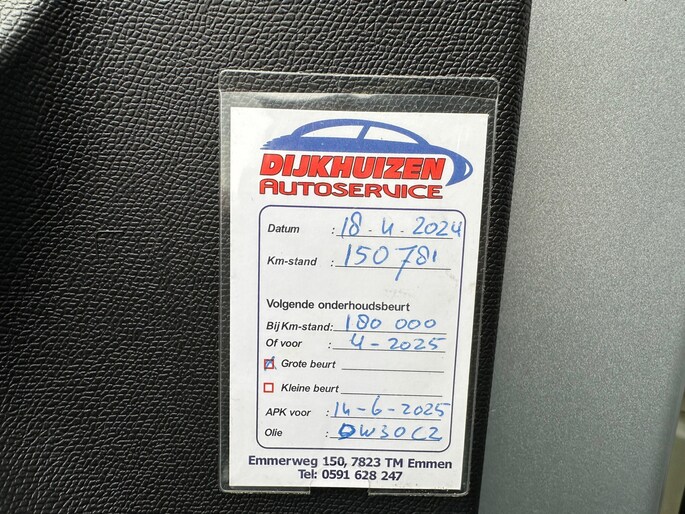 DIJKHUIZEN
AUTOSERVICE
Datum : 18-4-2024
Km-stand : 150 781
Volgende onderhoudsbeurt
Bij Km-stand: 180 000
Of voor : 4-2025
Grote beurt
Kleine beurt
APK voor : 14-6-2025
Olie : 0W30C2
Emmerweg 150, 7823 TM Emmen
Tel: 0591 628 247